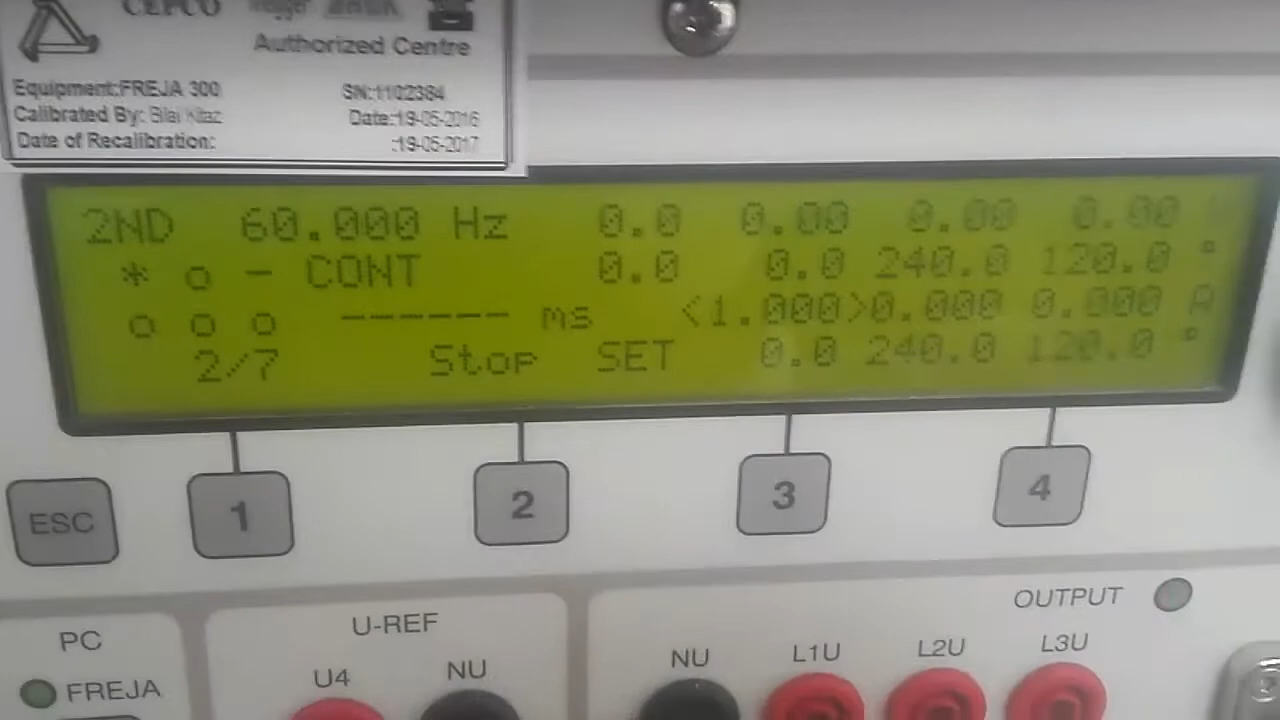 CEPCO
Authorized Centre
Equipment:FREJA 300 SN:1102384
Calibrated By: Date:19-05-2016
Date of Recalibration: :19-05-2017
2ND 60.000 Hz 0.0 0.00 0.00 0.00
* o - CONT 0.0 0.0 240.0 120.0 °
o o o ------ ms <1.000>0.000 0.000 A
2/7 Stop SET 0.0 240.0 120.0 °
ESC 1 2 3 4
OUTPUT
PC
U-REF
FREJA
U4 NU NU L1U L2U L3U